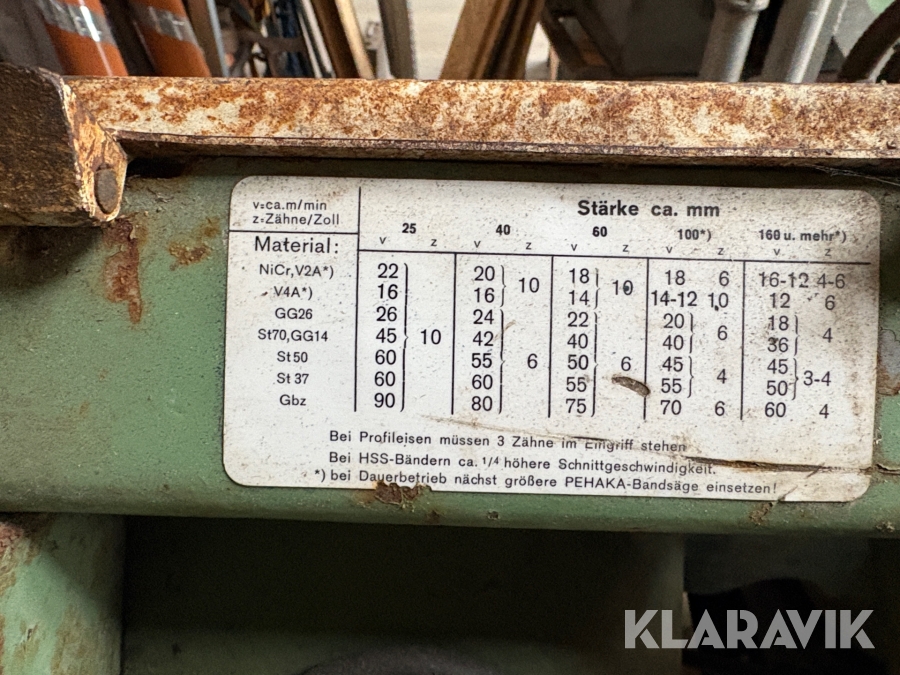 v=ca.m/min
z=Zähne/Zoll
Stärke ca. mm
25 40 60 100*) 160 u. mehr*)
Material: v z v z v z v z v z
NiCr,V2A*) 22 20 10 18 10 18 6 16-12 4-6
V4A*) 16 16 14 14-12 10 12 6
GG26 26 24 22 20 6 18 4
St70,GG14 45 10 42 40 40 36
St50 60 55 6 50 6 45 4 45 3-4
St 37 60 60 55 55 50
Gbz 90 80 75 70 6 60 4
Bei Profileisen müssen 3 Zähne im Eingriff stehen
Bei HSS-Bändern ca. 1/4 höhere Schnittgeschwindigkeit.
*) bei Dauerbetrieb nächst größere PEHAKA-Bandsäge einsetzen!
KLARAVIK